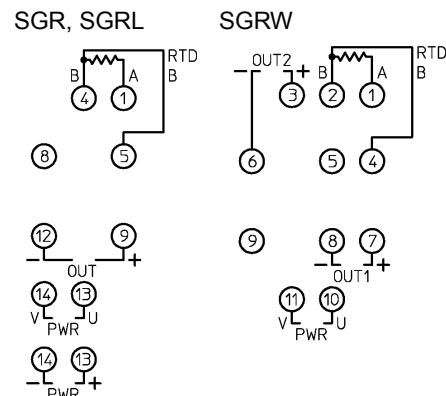 SGR, SGRL
RTD
B A B
4 1
8 5
12 9
- OUT +
14 13
V PWR U
14 13
- PWR +
SGRW
- OUT2 + RTD
B A B
3 2 1
6 5 4
9 8 7
- OUT1 +
11 10
V PWR U